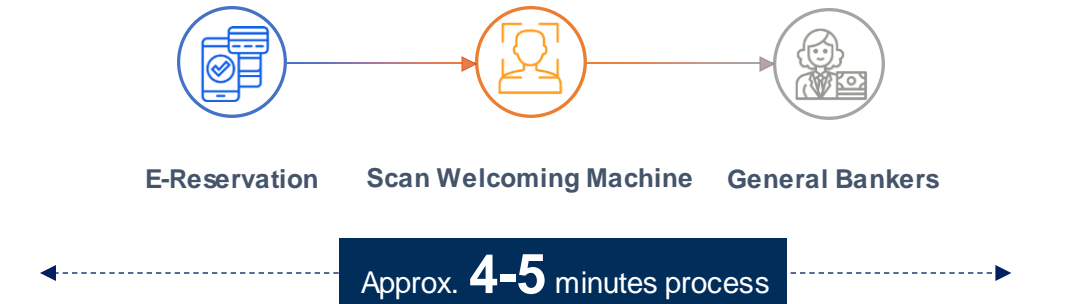 E-Reservation
Scan Welcoming Machine
General Bankers
Approx. 4-5 minutes process